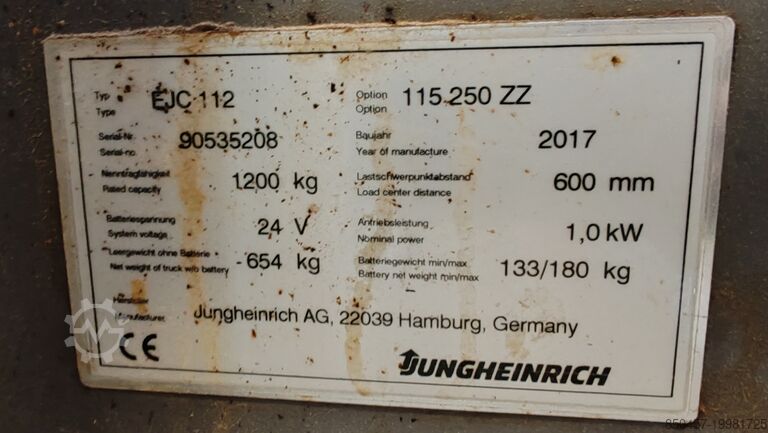 Typ EJC 112 Option 115 250 ZZ
Type Option
Serial-Nr. 90535208 Baujahr 2017
Serial-no. Year of manufacture
Nenntragfähigkeit 1200 kg Lastschwerpunktabstand 600 mm
Rated capacity Load center distance
Batteriespannung 24 V Antriebsleistung 1,0 kW
System voltage Nominal power
Leergewicht ohne Batterie 654 kg Batteriegewicht min/max 133/180 kg
Net weight of truck w/o battery Battery net weight min/max
Hersteller Jungheinrich AG, 22039 Hamburg, Germany
Manufacturer
CE JUNGHEINRICH
850457-19981725